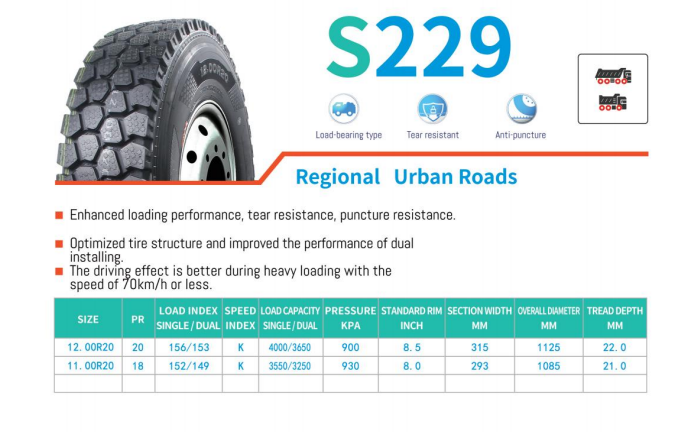 S229
12.00R20
Load-bearing type
Tear resistant
Anti-puncture
Regional Urban Roads
Enhanced loading performance, tear resistance, puncture resistance.
Optimized tire structure and improved the performance of dual
installing.
The driving effect is better during heavy loading with the
speed of 70km/h or less.
SIZE PR LOAD INDEX SINGLE / DUAL SPEED INDEX LOAD CAPACITY SINGLE / DUAL PRESSURE KPA STANDARD RIM INCH SECTION WIDTH MM OVERALL DIAMETER MM TREAD DEPTH MM
12.00R20 20 156/153 K 4000/3650 900 8.5 315 1125 22.0
11.00R20 18 152/149 K 3550/3250 930 8.0 293 1085 21.0